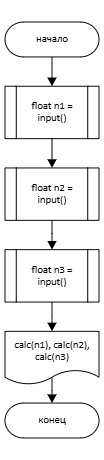 начало
float n1 =
input()
float n2 =
input()
float n3 =
input()
calc(n1), calc(n2),
calc(n3)
конец